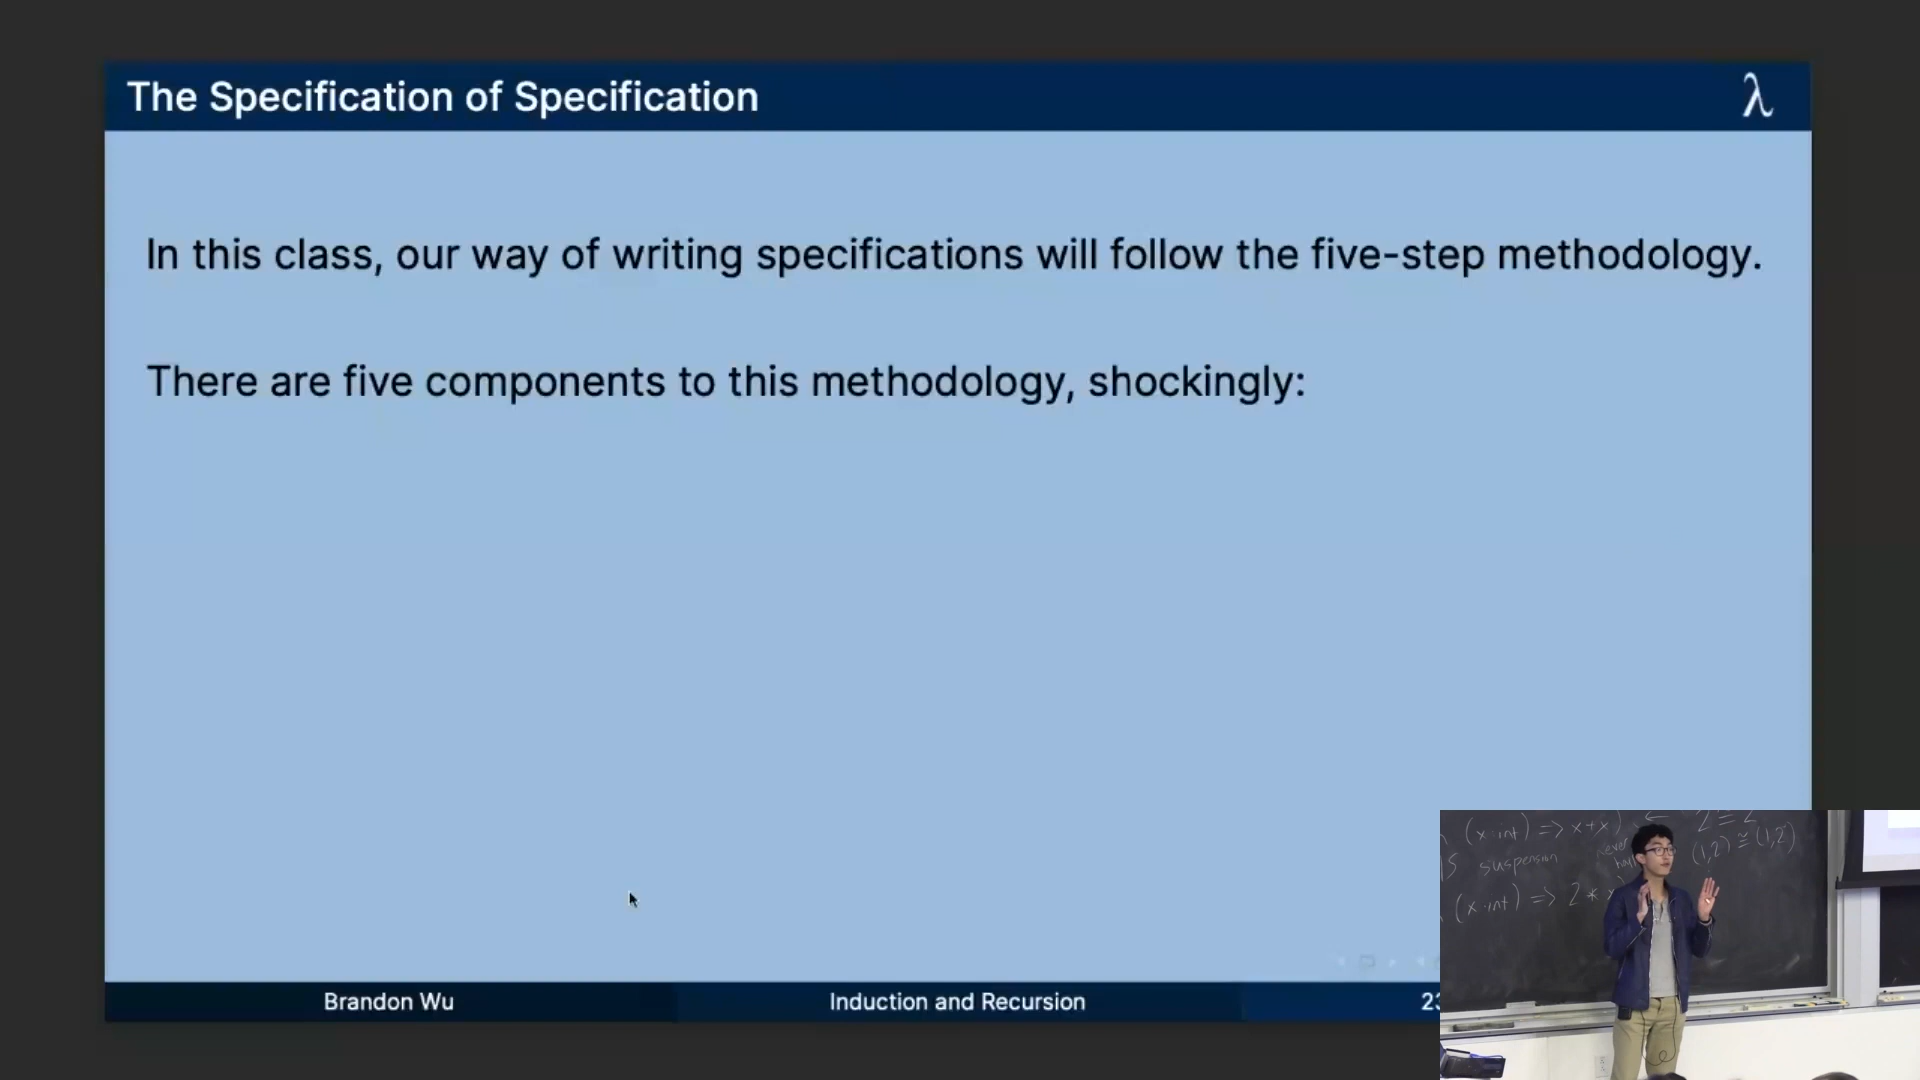 The Specification of Specification
λ
In this class, our way of writing specifications will follow the five-step methodology.
There are five components to this methodology, shockingly:
Brandon Wu
Induction and Recursion
23
(x:int) => x+x)
2 ≅ 2
suspension
(1,2) ≅ (1,2)
(x:int) => 2 *